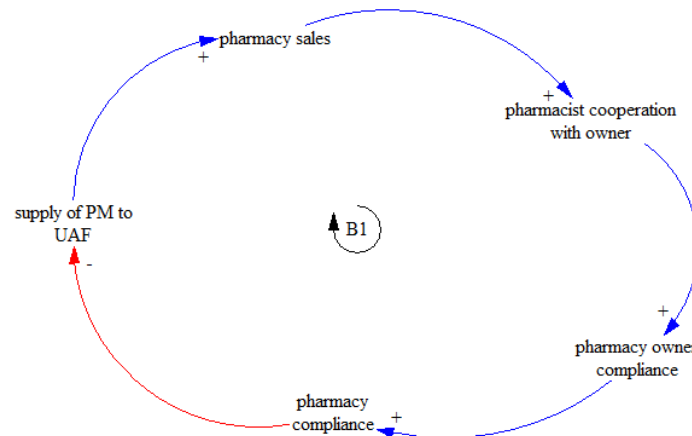 pharmacy sales
+
+
pharmacist cooperation
with owner
supply of PM to
UAF
B1
-
+
pharmacy owner
compliance
pharmacy
compliance
+